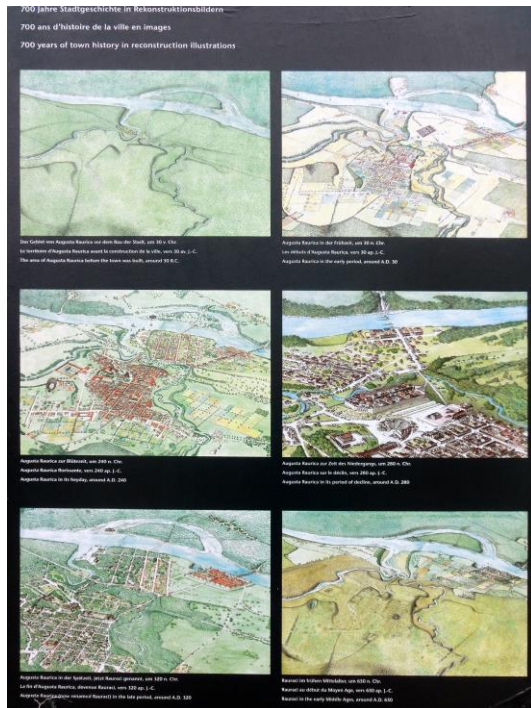 700 Jahre Stadtgeschichte in Rekonstruktionsbildern
700 ans d'histoire de la ville en images
700 years of town history in reconstruction illustrations
Das Gebiet von Augusta Raurica vor dem Bau der Stadt, um 30 v. Chr.
Le territoire d'Augusta Raurica avant la construction de la ville, vers 30 av. J.-C.
The area of Augusta Raurica before the town was built, around 30 B.C.
Augusta Raurica in der Frühzeit, um 30 n. Chr.
Les débuts d'Augusta Raurica, vers 30 ap. J.-C.
Augusta Raurica in the early period, around A.D. 30
Augusta Raurica zur Blütezeit, um 240 n. Chr.
Augusta Raurica florissante, vers 240 ap. J.-C.
Augusta Raurica in its heyday, around A.D. 240
Augusta Raurica zur Zeit des Niedergangs, um 280 n. Chr.
Augusta Raurica sur le déclin, vers 280 ap. J.-C.
Augusta Raurica in its period of decline, around A.D. 280
Augusta Raurica in der Spätzeit, jetzt Rauraci genannt, um 320 n. Chr.
La fin d'Augusta Raurica, devenue Rauraci, vers 320 ap. J.-C.
Augusta Raurica (now renamed Rauraci) in the late period, around A.D. 320
Rauraci im frühen Mittelalter, um 630 n. Chr.
Rauraci au début du Moyen Age, vers 630 ap. J.-C.
Rauraci in the early Middle Ages, around A.D. 630